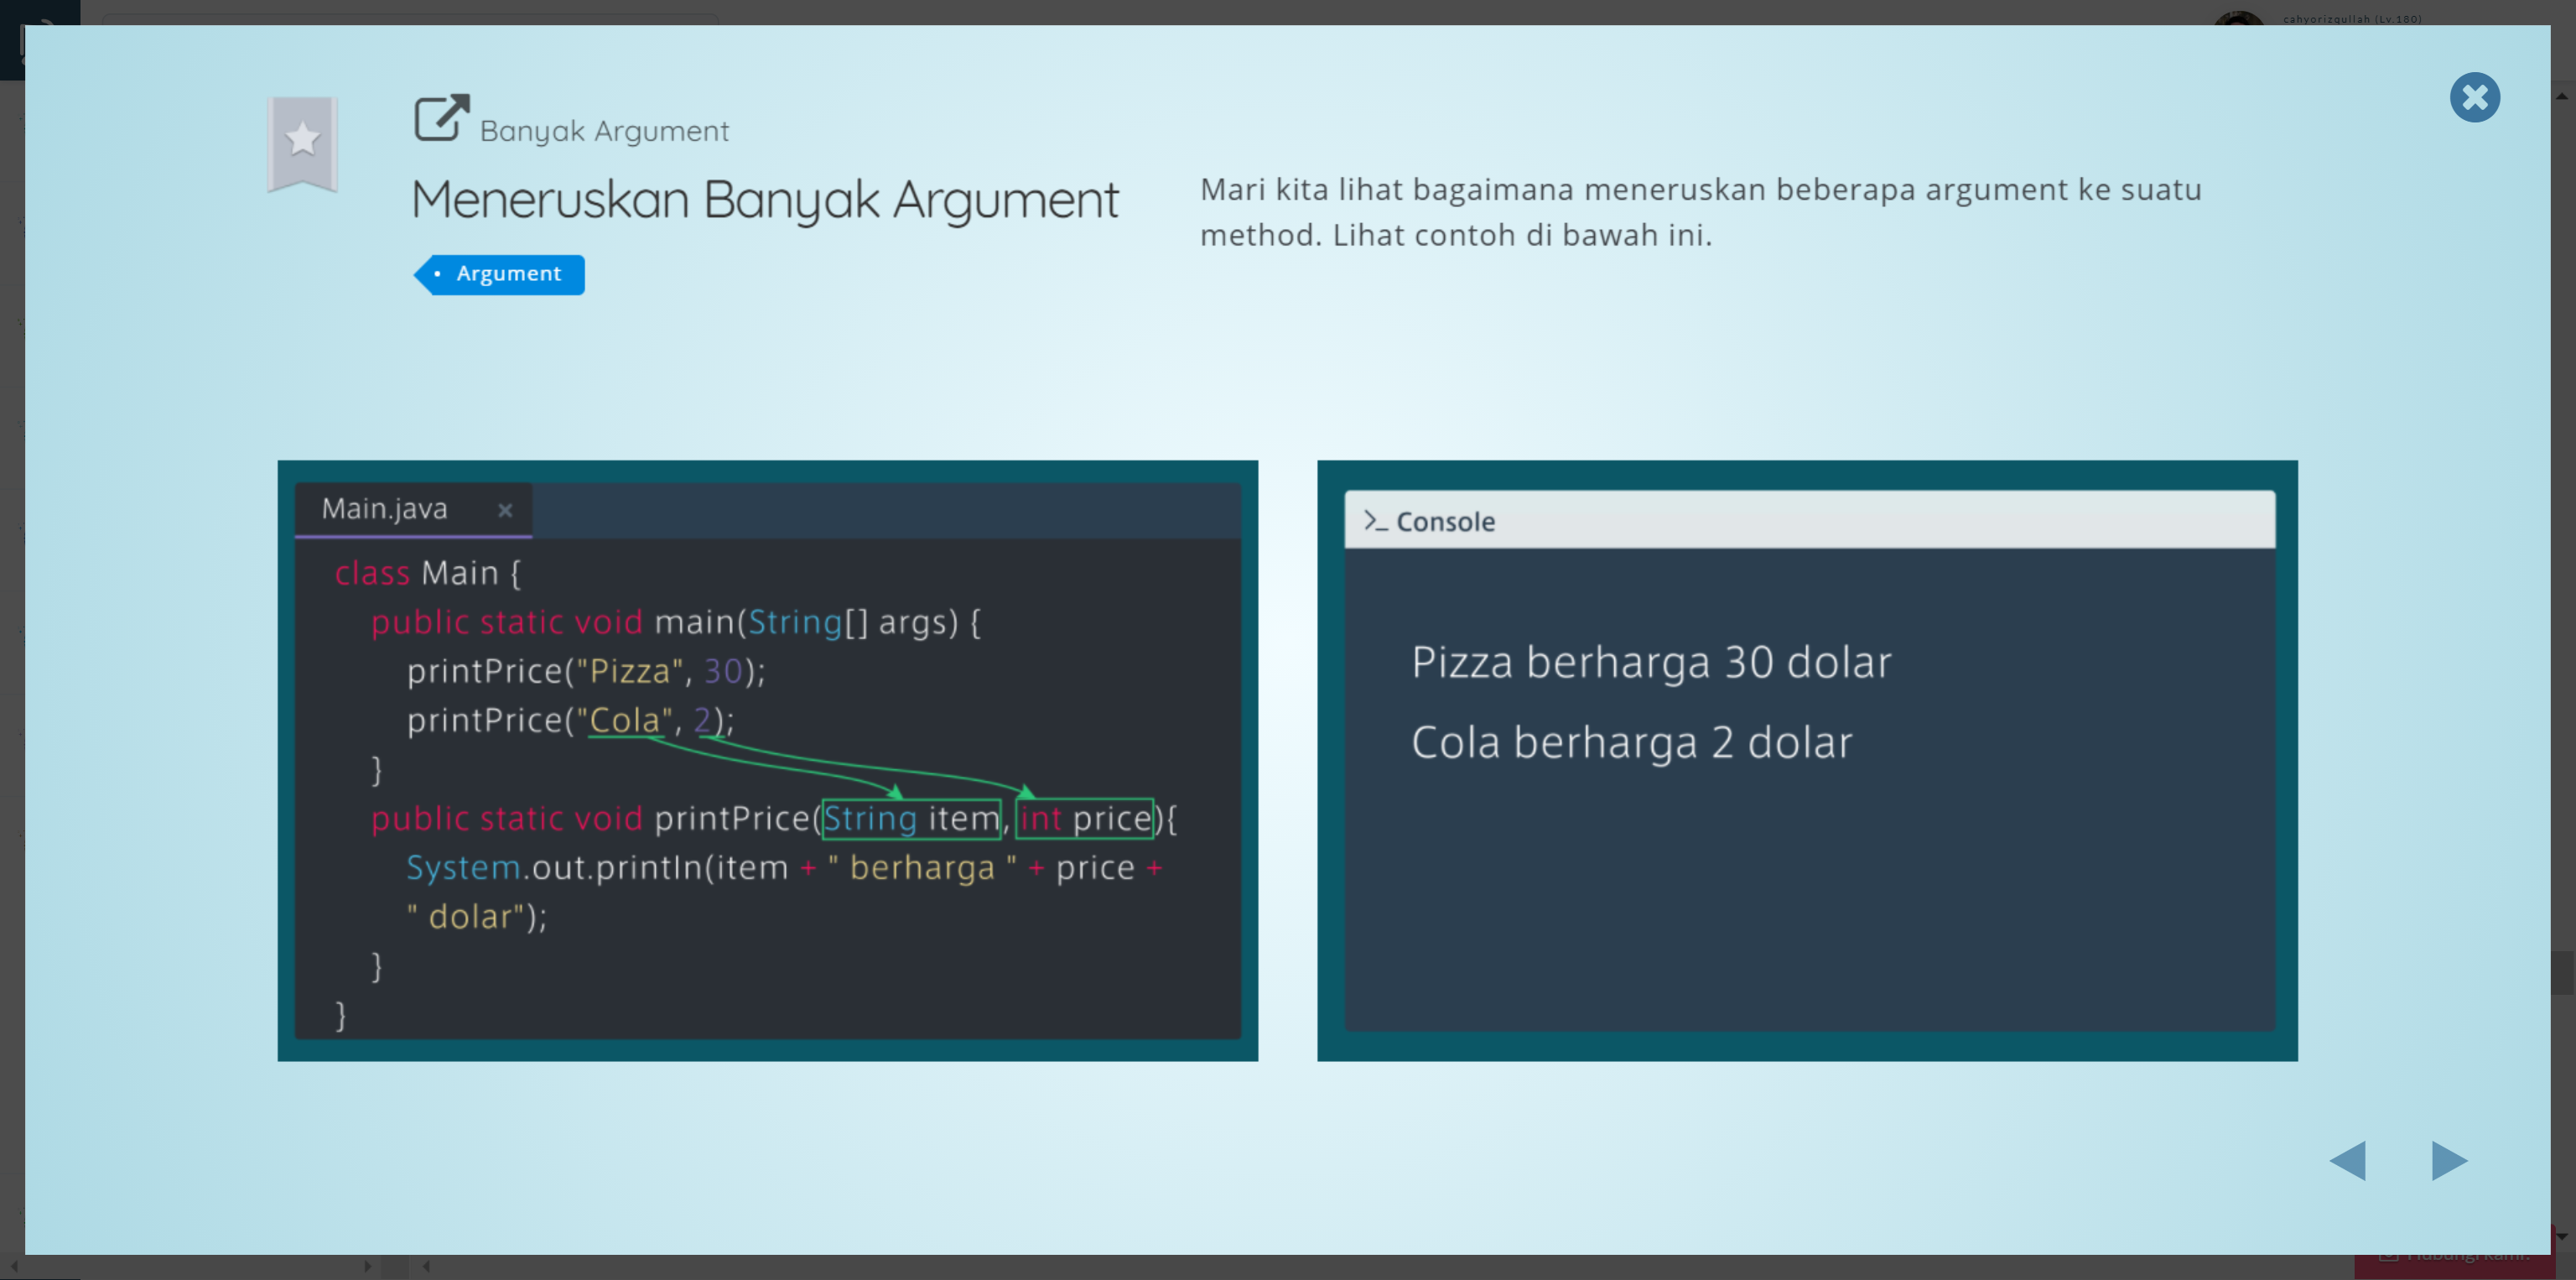 cahyorizqullah (Lv.180)
Banyak Argument
Meneruskan Banyak Argument
Argument
Mari kita lihat bagaimana meneruskan beberapa argument ke suatu
method. Lihat contoh di bawah ini.
Main.java x
class Main {
public static void main(String[] args) {
printPrice("Pizza", 30);
printPrice("Cola", 2);
}
public static void printPrice(String item, int price){
System.out.println(item + " berharga " + price +
" dolar");
}
}
>_ Console
Pizza berharga 30 dolar
Cola berharga 2 dolar
Hubungi kami.